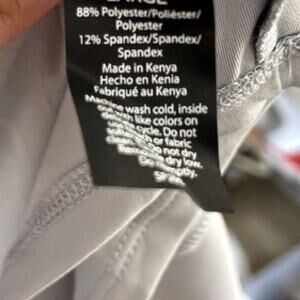 LARGE
88% Polyester/Poliéster/
Polyester
12% Spandex/Spandex/
Spandex
Made in Kenya
Hecho en Kenia
Fabriqué au Kenya
Machine wash cold, inside
with like colors on
cycle. Do not
or fabric
not dry
dry low.